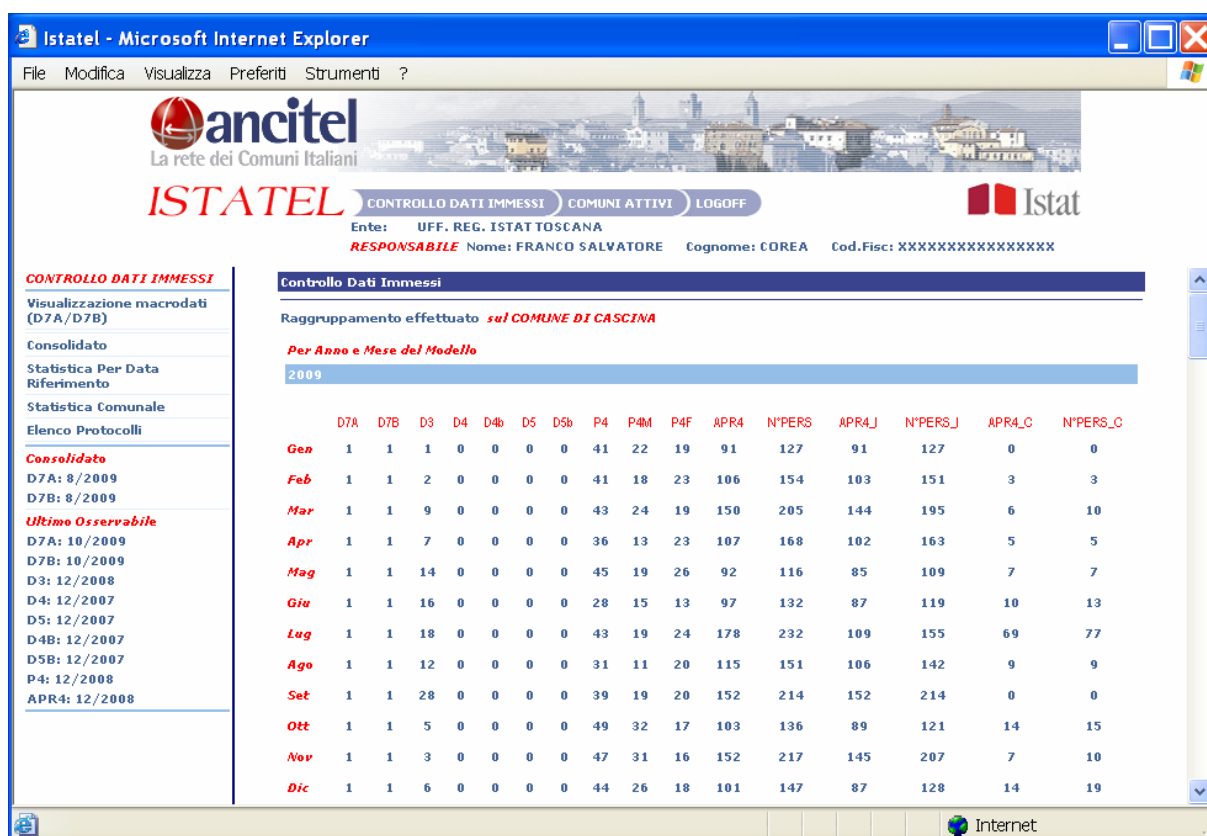 Istatel - Microsoft Internet Explorer
File Modifica Visualizza Preferiti Strumenti ?
ancitel
La rete dei Comuni Italiani
ISTATEL CONTROLLO DATI IMMESSI COMUNI ATTIVI LOGOFF Istat
Ente: UFF. REG. ISTAT TOSCANA
RESPONSABILE Nome: FRANCO SALVATORE Cognome: COREA Cod.Fisc: XXXXXXXXXXXXXXXX
CONTROLLO DATI IMMESSI
Visualizzazione macrodati
(D7A/D7B)
Consolidato
Statistica Per Data
Riferimento
Statistica Comunale
Elenco Protocolli
Consolidato
D7A: 8/2009
D7B: 8/2009
Ultimo Osservabile
D7A: 10/2009
D7B: 10/2009
D3: 12/2008
D4: 12/2007
D5: 12/2007
D4B: 12/2007
D5B: 12/2007
P4: 12/2008
APR4: 12/2008
Controllo Dati Immessi
Raggruppamento effettuato sul COMUNE DI CASCINA
Per Anno e Mese del Modello
2009
D7A D7B D3 D4 D4b D5 D5b P4 P4M P4F APR4 N°PERS APR4_I N°PERS_I APR4_C N°PERS_C
Gen 1 1 1 0 0 0 0 41 22 19 91 127 91 127 0 0
Feb 1 1 2 0 0 0 0 41 18 23 106 154 103 151 3 3
Mar 1 1 9 0 0 0 0 43 24 19 150 205 144 195 6 10
Apr 1 1 7 0 0 0 0 36 13 23 107 168 102 163 5 5
Mag 1 1 14 0 0 0 0 45 19 26 92 116 85 109 7 7
Giu 1 1 16 0 0 0 0 28 15 13 97 132 87 119 10 13
Lug 1 1 18 0 0 0 0 43 19 24 178 232 109 155 69 77
Ago 1 1 12 0 0 0 0 31 11 20 115 151 106 142 9 9
Set 1 1 28 0 0 0 0 39 19 20 152 214 152 214 0 0
Ott 1 1 5 0 0 0 0 49 32 17 103 136 89 121 14 15
Nov 1 1 3 0 0 0 0 47 31 16 152 217 145 207 7 10
Dic 1 1 6 0 0 0 0 44 26 18 101 147 87 128 14 19
Internet